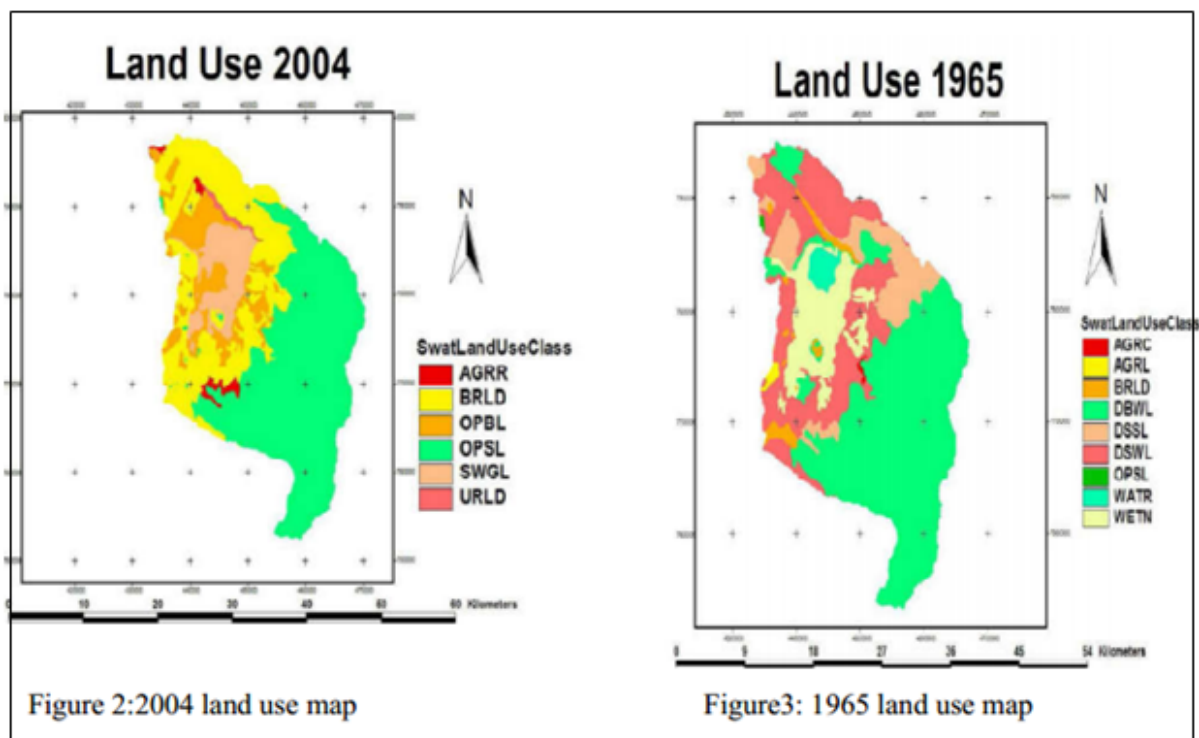 Land Use 2004
N
SwatLandUseClass
AGRR
BRLD
OPBL
OPSL
SWGL
URLD
0 10 20 30 40 60 60 Kilometers
Figure 2:2004 land use map
Land Use 1965
N
SwatLandUseClass
AGRC
AGRL
BRLD
DBWL
DSSL
DSWL
OPSL
WATR
WETN
0 9 18 27 36 45 54 Kilometers
Figure3: 1965 land use map